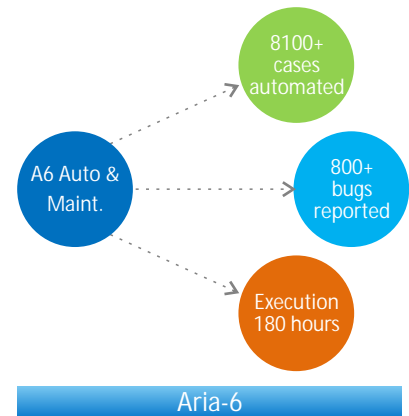 8100+
cases
automated
A6 Auto &
Maint.
800+
bugs
reported
Execution
180 hours
Aria-6